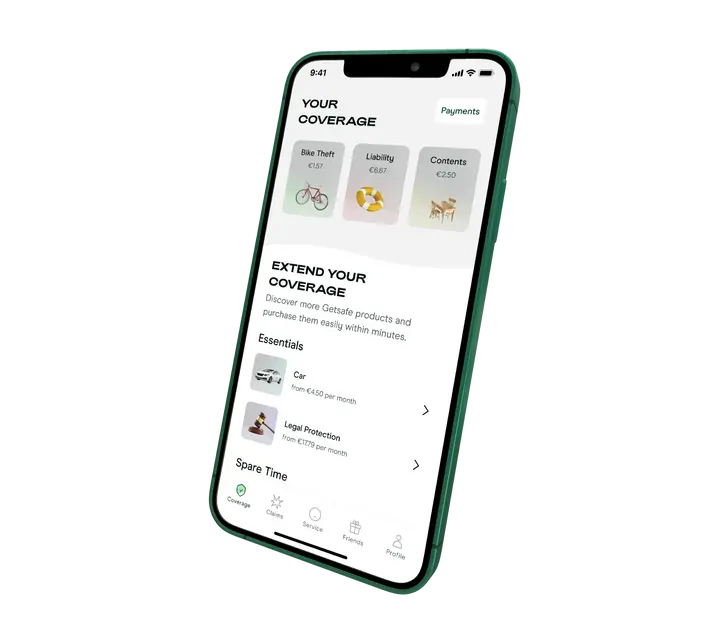 9:41
YOUR
COVERAGE
Payments
Bike Theft
€1.57
Liability
€6.67
Contents
€2.50
EXTEND YOUR
COVERAGE
Discover more Getsafe products and
purchase them easily within minutes.
Essentials
Car
from €4.50 per month
Legal Protection
from €17.79 per month
Spare Time
Coverage
Claims
Service
Friends
Profile